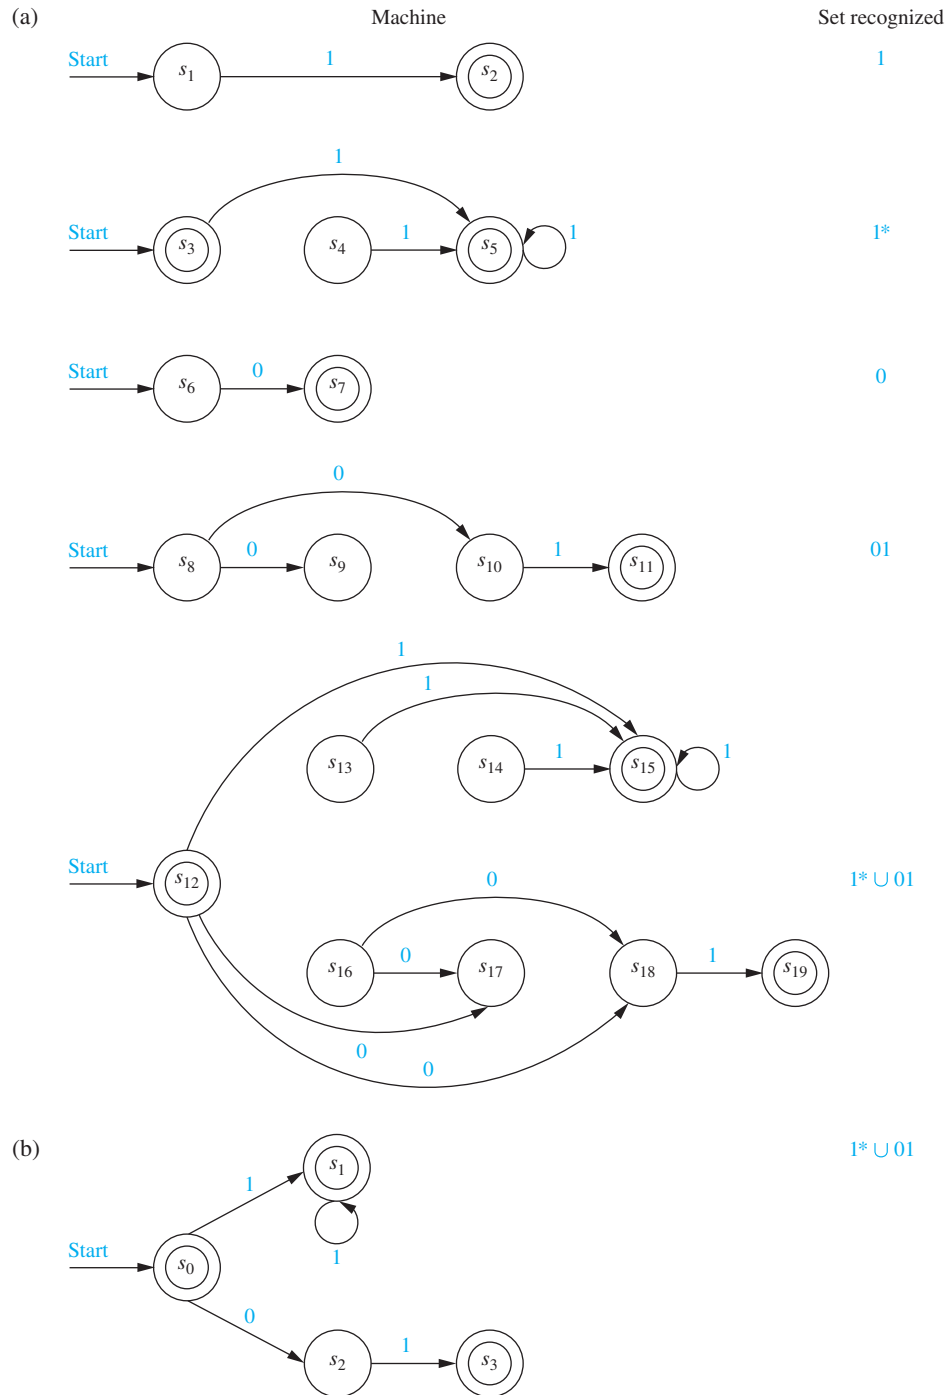 (a) Machine Set recognized
1
Start s1 s2 1
1
Start s3 s4 1 s5 1 1*
Start s6 0 s7 0
0
Start s8 0 s9 s10 1 s11 01
1
1
s13 s14 1 s15 1
Start s12 1* ∪ 01
0
s16 0 s17 s18 1 s19
0
0
(b) s1 1* ∪ 01
1
Start s0 1
0
s2 1 s3